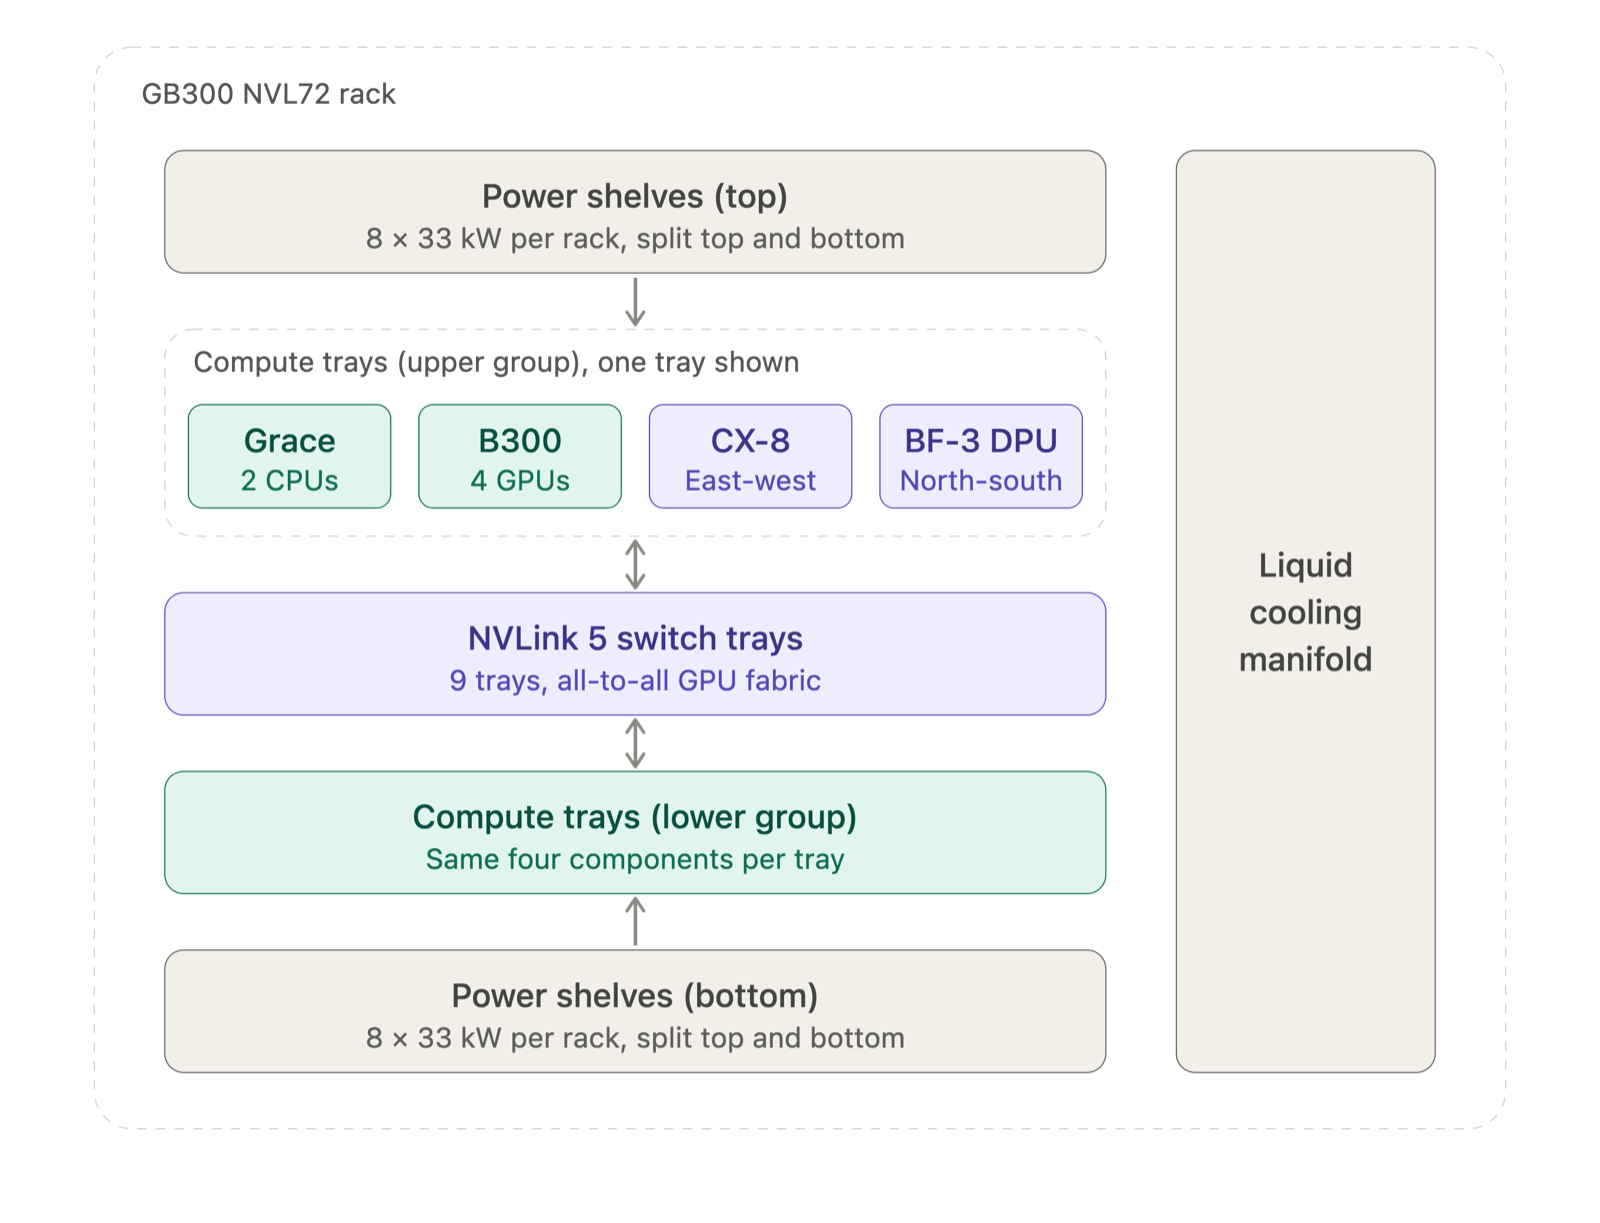 GB300 NVL72 rack
Power shelves (top)
8 × 33 kW per rack, split top and bottom
Compute trays (upper group), one tray shown
Grace
2 CPUs
B300
4 GPUs
CX-8
East-west
BF-3 DPU
North-south
NVLink 5 switch trays
9 trays, all-to-all GPU fabric
Compute trays (lower group)
Same four components per tray
Power shelves (bottom)
8 × 33 kW per rack, split top and bottom
Liquid
cooling
manifold